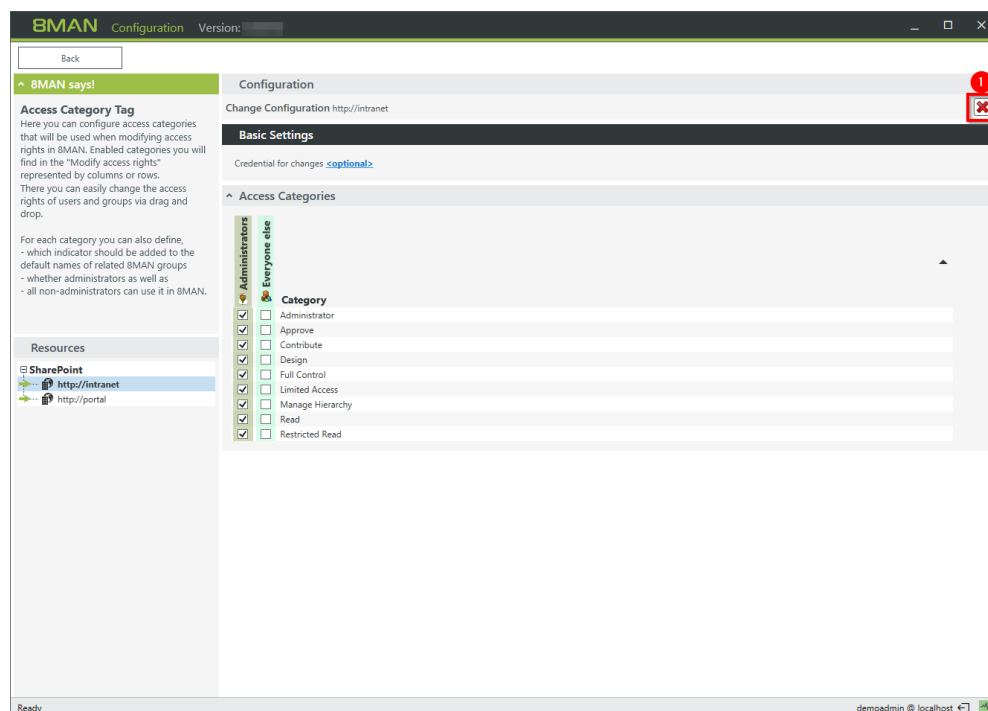 8MAN Configuration Version:
Back
8MAN says!
Access Category Tag
Here you can configure access categories
that will be used when modifying access
rights in 8MAN. Enabled categories you will
find in the "Modify access rights"
represented by columns or rows.
There you can easily change the access
rights of users and groups via drag and
drop.
For each category you can also define,
- which indicator should be added to the
default names of related 8MAN groups
- whether administrators as well as
- all non-administrators can use it in 8MAN.
Resources
SharePoint
http://intranet
http://portal
Configuration
1
Change Configuration http://intranet
Basic Settings
Credential for changes <optional>
Access Categories
Administrators
Everyone else
Category
Administrator
Approve
Contribute
Design
Full Control
Limited Access
Manage Hierarchy
Read
Restricted Read
Ready
demoadmin @ localhost